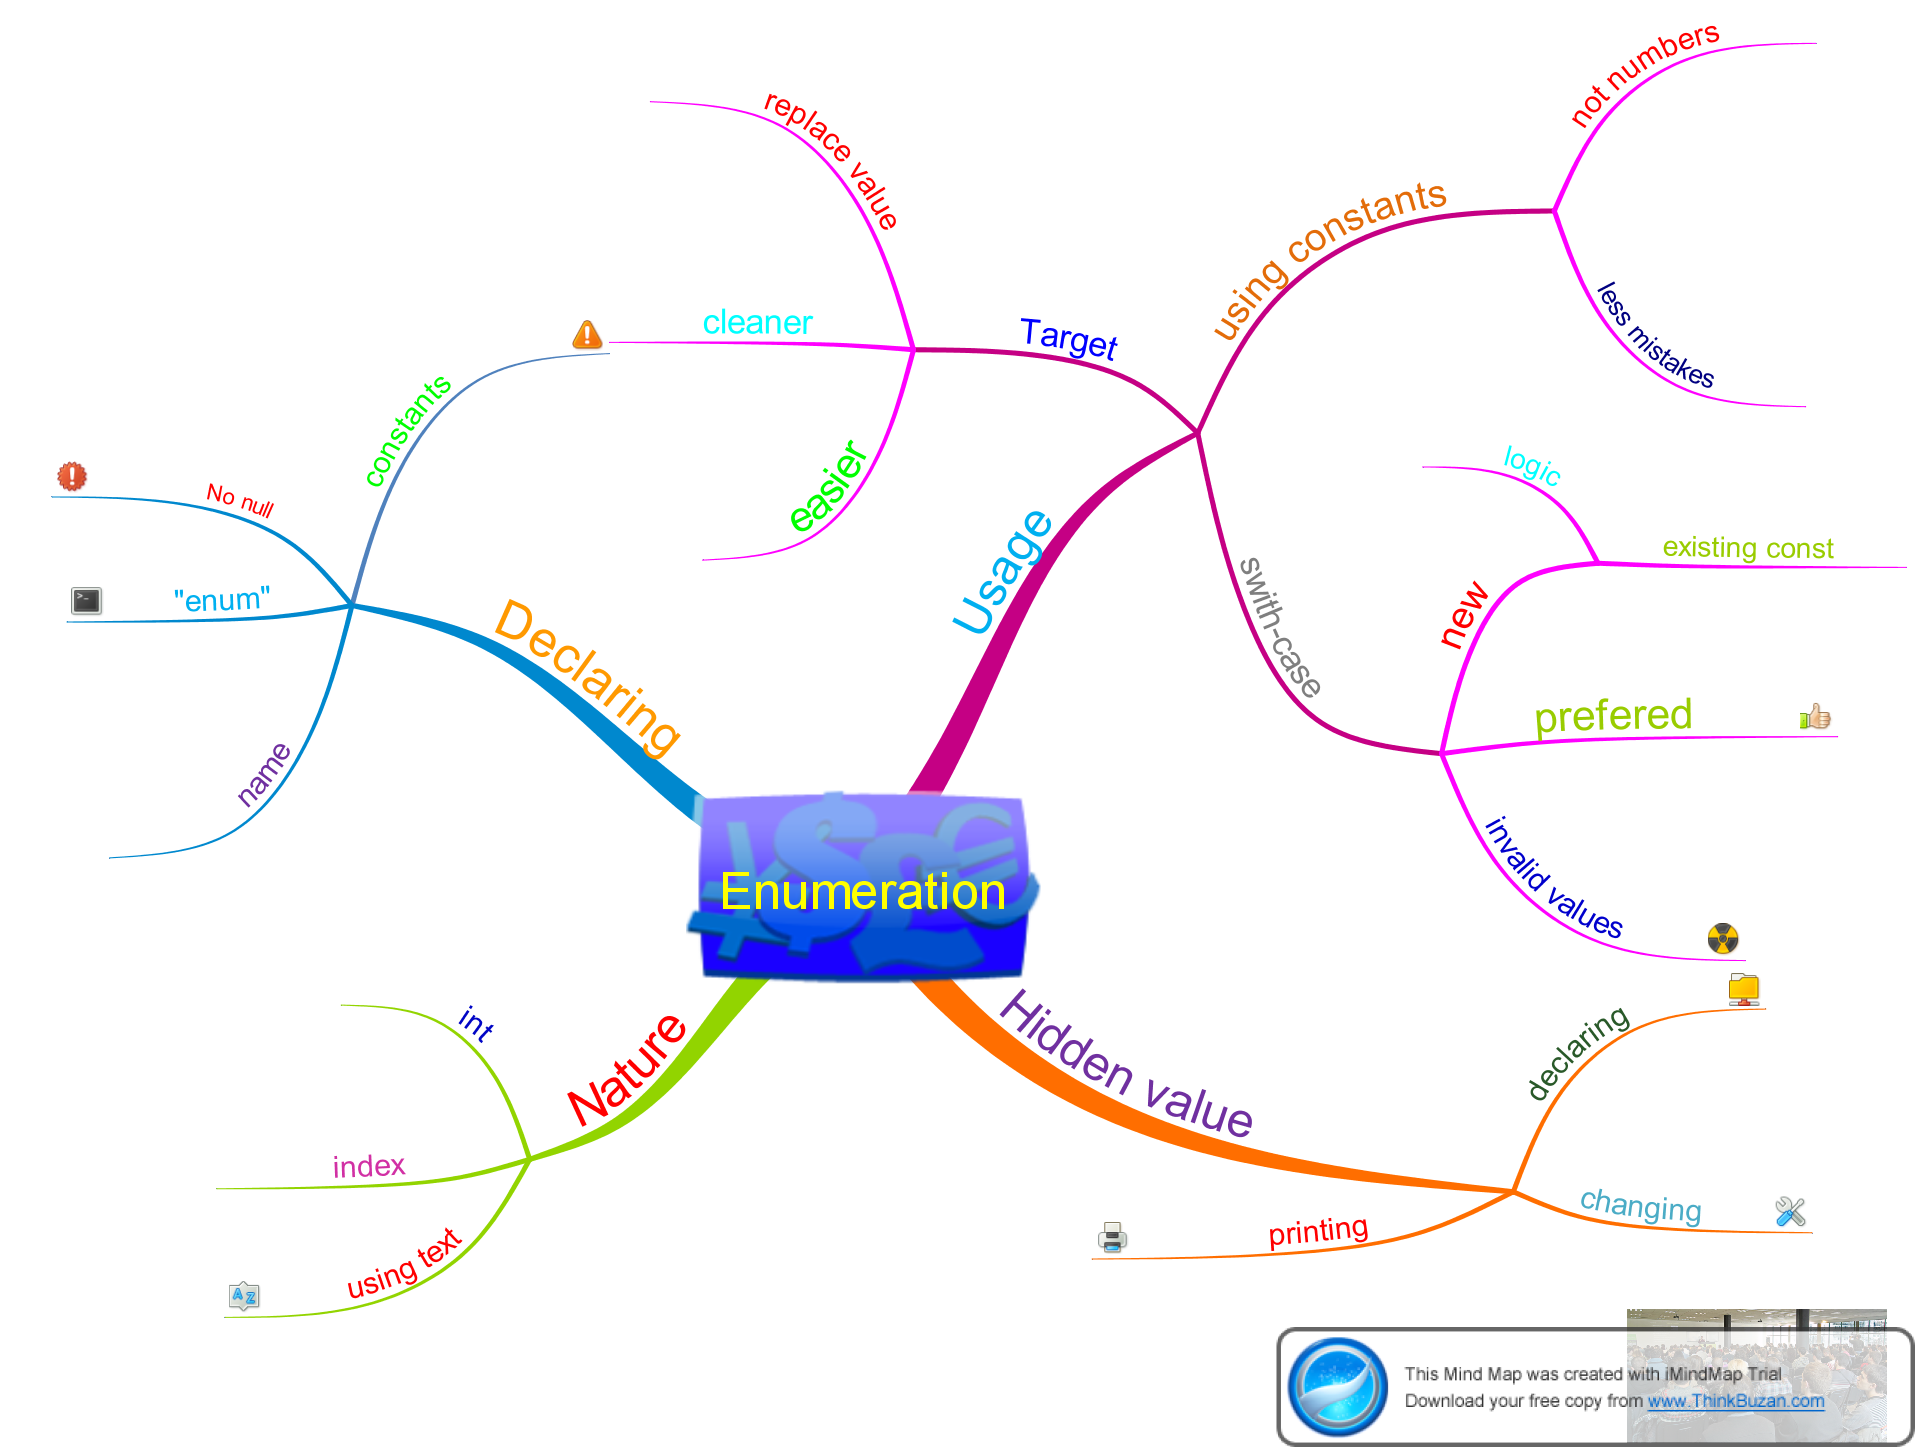 not numbers
replace value
using constants
cleaner
Target
less mistakes
constants
easier
logic
No null
existing const
Usage
swith-case
"enum"
Declaring
new
prefered
name
invalid values
Enumeration
int
Nature
Hidden value
declaring
index
changing
using text
printing
A Z
This Mind Map was created with iMindMap Trial
Download your free copy from www.ThinkBuzan.com